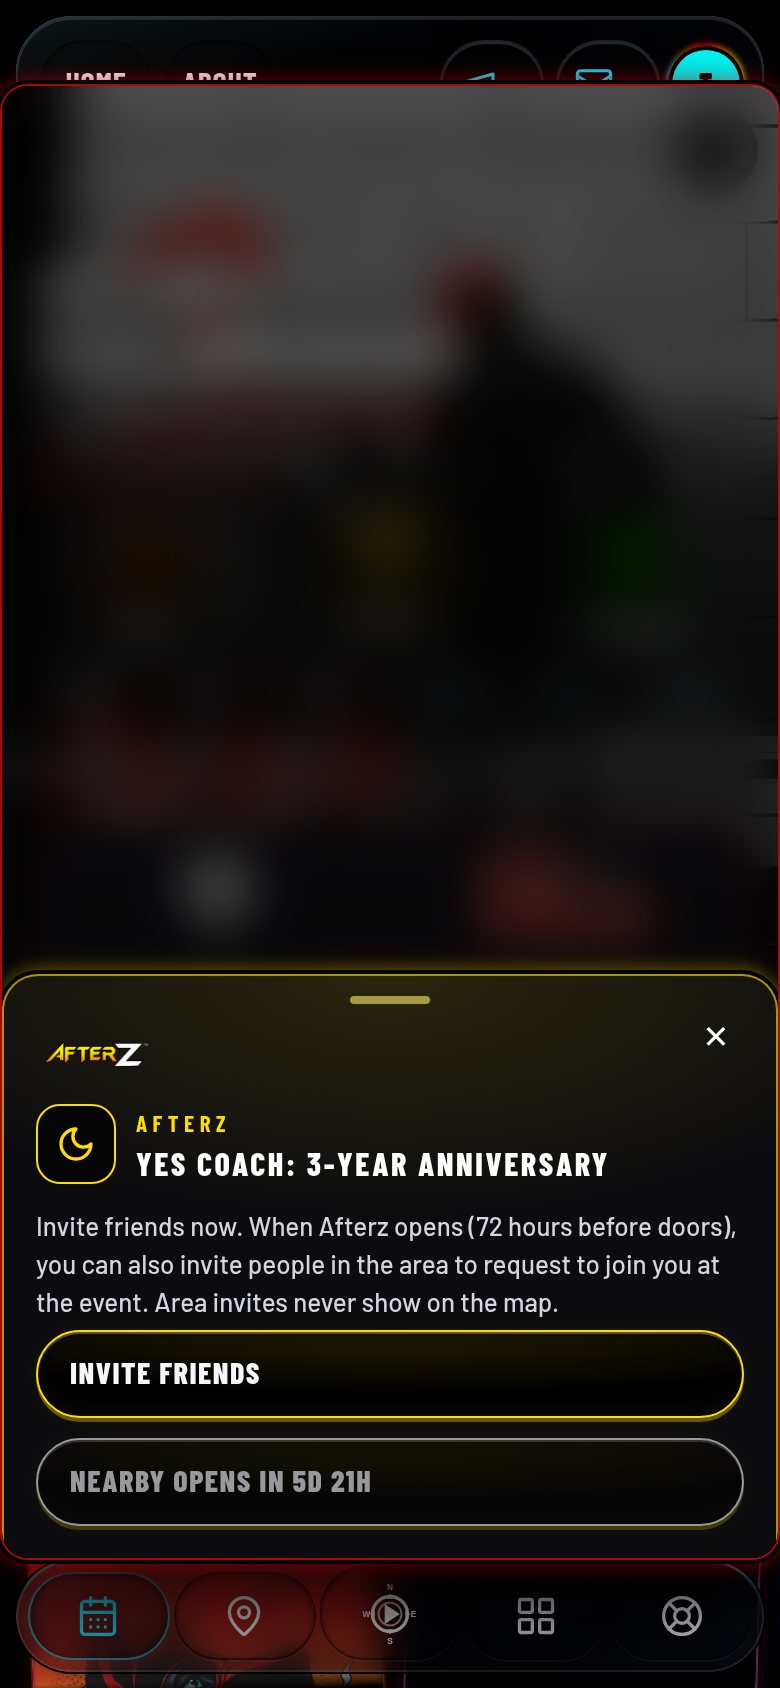 HOME ABOUT
AFTERZ
AFTERZ
YES COACH: 3-YEAR ANNIVERSARY
Invite friends now. When Afterz opens (72 hours before doors),
you can also invite people in the area to request to join you at
the event. Area invites never show on the map.
INVITE FRIENDS
NEARBY OPENS IN 5D 21H
N
W E
S